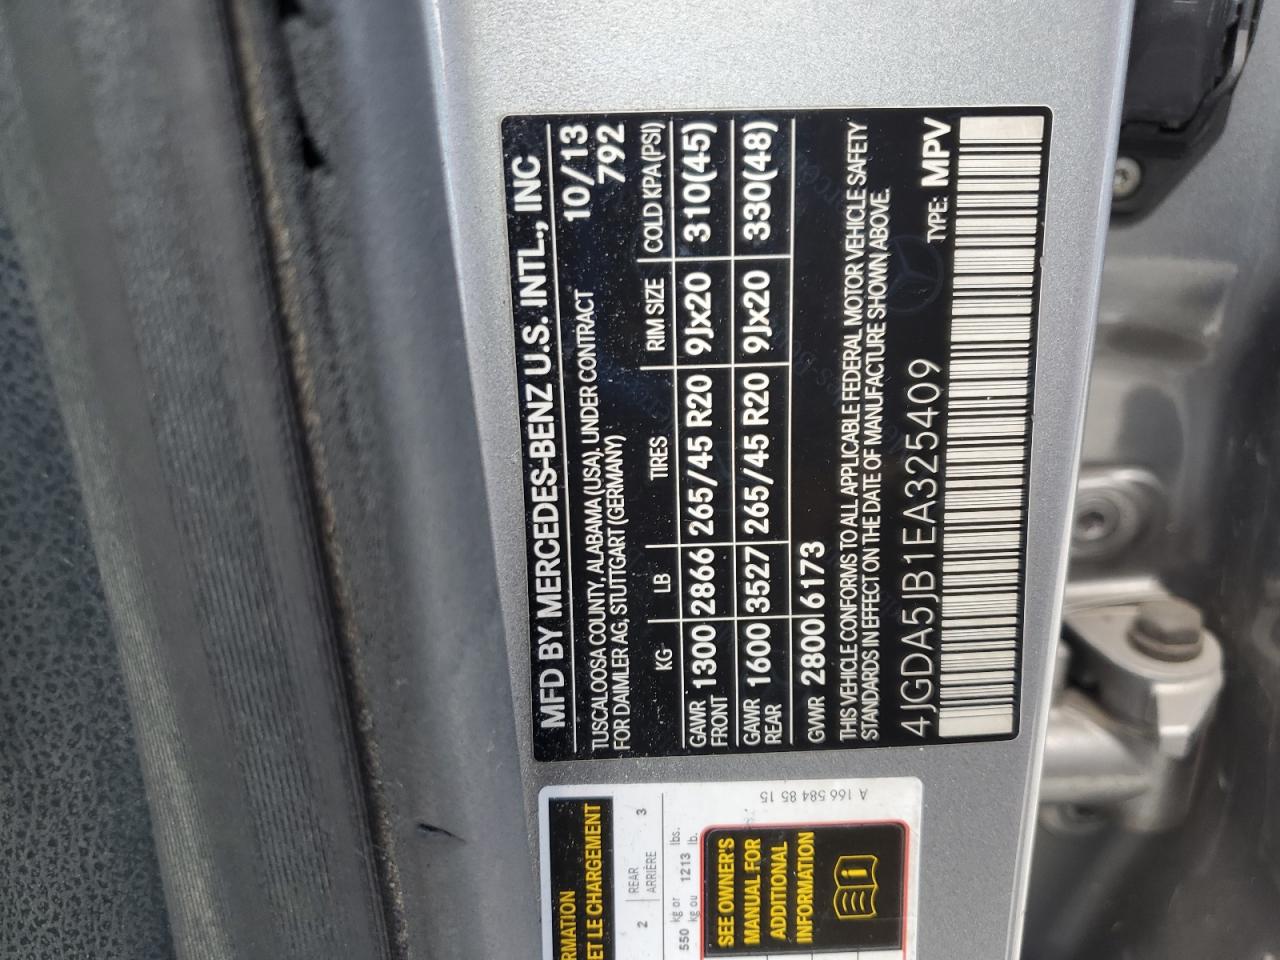 MFD BY MERCEDES-BENZ U.S. INTL., INC
TUSCALOOSA COUNTY, ALABAMA (USA), UNDER CONTRACT 10/13
FOR DAIMLER AG, STUTTGART (GERMANY) 792
KG LB TIRES RIM SIZE COLD KPA (PSI)
GAWR FRONT 1300 2866 265/45 R20 9Jx20 310(45)
GAWR REAR 1600 3527 265/45 R20 9Jx20 330(48)
GVWR 2800 6173
THIS VEHICLE CONFORMS TO ALL APPLICABLE FEDERAL MOTOR VEHICLE SAFETY
STANDARDS IN EFFECT ON THE DATE OF MANUFACTURE SHOWN ABOVE.
4JGDA5JB1EA325409 TYPE: MPV
ET LE CHARGEMENT
2 REAR ARRIÈRE 3
550 kg or kg ou 1213 lbs. lb.
SEE OWNER'S
MANUAL FOR
ADDITIONAL
INFORMATION
A 166 584 85 15